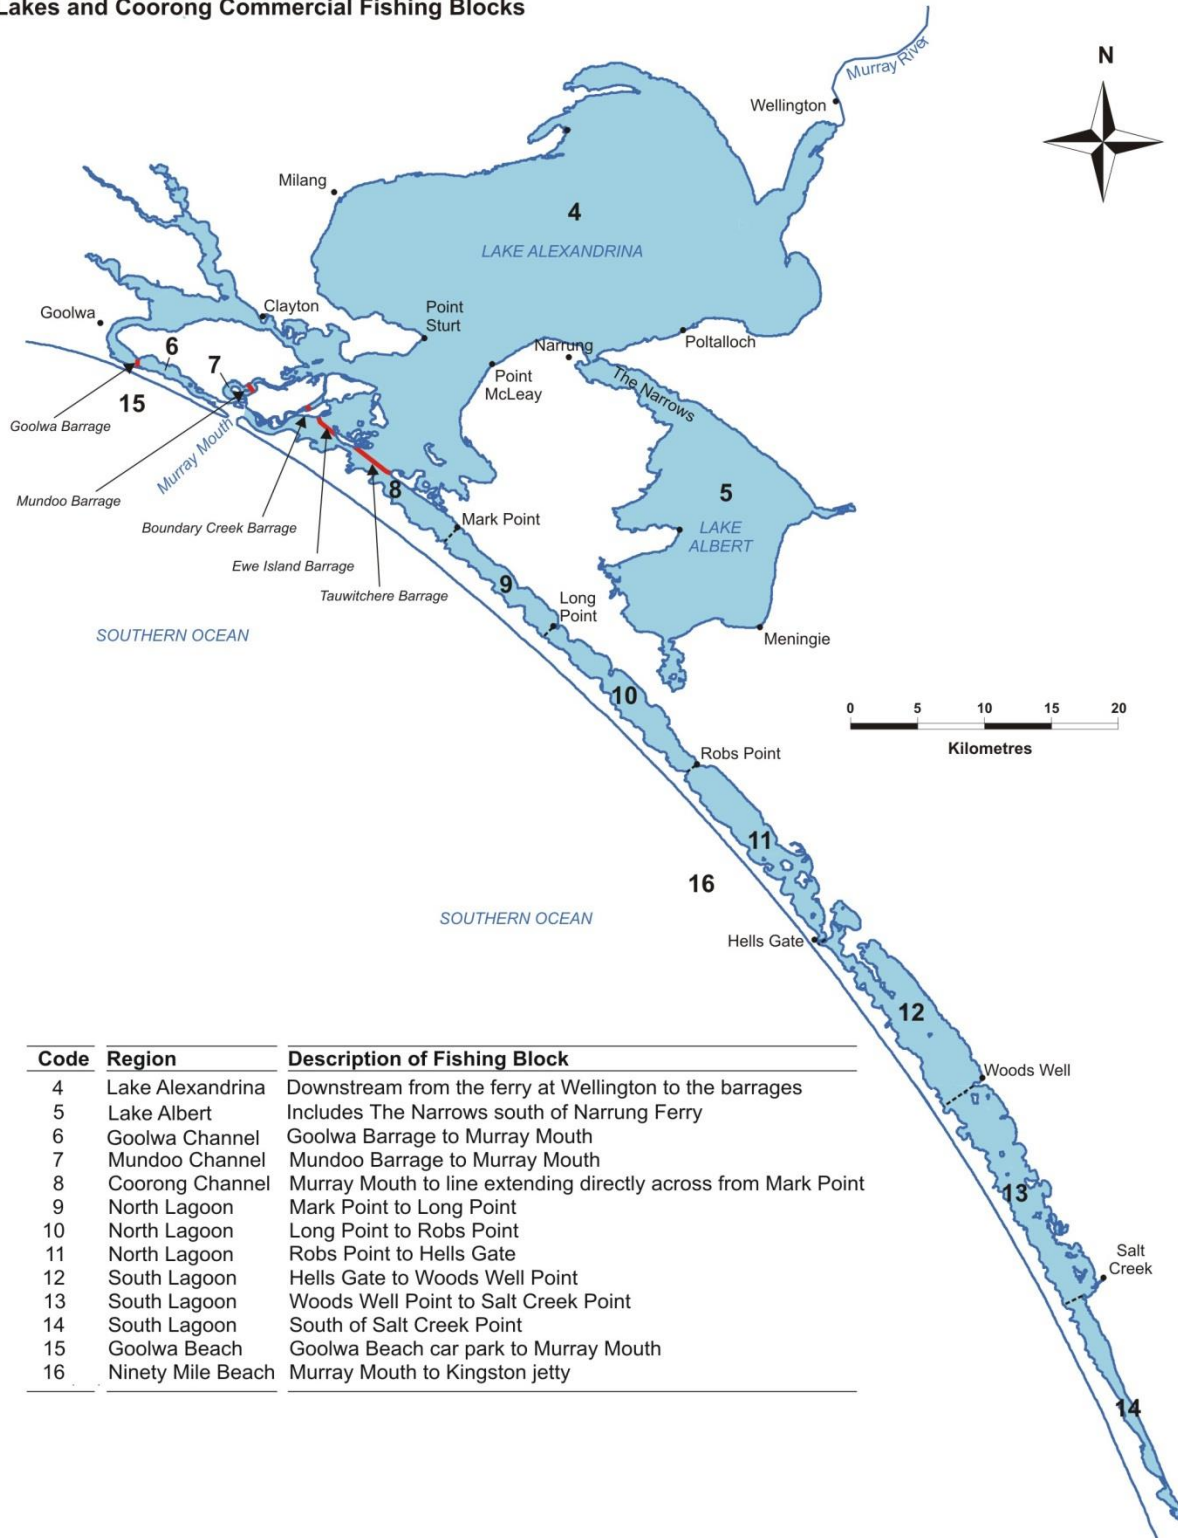 Lakes and Coorong Commercial Fishing Blocks
N
Murray River
Wellington
Milang
4
LAKE ALEXANDRINA
Goolwa
Clayton
Point
Sturt
Narrung
Poltalloch
Point
McLeay
The Narrows
6
7
15
Goolwa Barrage
Murray Mouth
Mundoo Barrage
8
5
LAKE
ALBERT
Mark Point
Boundary Creek Barrage
Ewe Island Barrage
Tauwitchere Barrage
9
Long
Point
SOUTHERN OCEAN
Meningie
10
0 5 10 15 20
Kilometres
Robs Point
11
16
SOUTHERN OCEAN
Hells Gate
12
Woods Well
13
Salt
Creek
14
Code Region Description of Fishing Block
4 Lake Alexandrina Downstream from the ferry at Wellington to the barrages
5 Lake Albert Includes The Narrows south of Narrung Ferry
6 Goolwa Channel Goolwa Barrage to Murray Mouth
7 Mundoo Channel Mundoo Barrage to Murray Mouth
8 Coorong Channel Murray Mouth to line extending directly across from Mark Point
9 North Lagoon Mark Point to Long Point
10 North Lagoon Long Point to Robs Point
11 North Lagoon Robs Point to Hells Gate
12 South Lagoon Hells Gate to Woods Well Point
13 South Lagoon Woods Well Point to Salt Creek Point
14 South Lagoon South of Salt Creek Point
15 Goolwa Beach Goolwa Beach car park to Murray Mouth
16 Ninety Mile Beach Murray Mouth to Kingston jetty